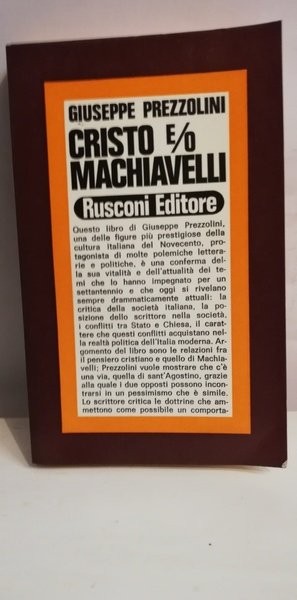 GIUSEPPE PREZZOLINI
CRISTO E/O
MACHIAVELLI
Rusconi Editore
Questo libro di Giuseppe Prezzolini,
una delle figure più prestigiose della
cultura italiana del Novecento, pro-
tagonista di molte polemiche lettera-
rie e politiche, è una conferma del-
la sua vitalità e dell'attualità dei te-
mi che lo hanno impegnato per un
settantennio e che oggi si rivelano
sempre drammaticamente attuali: la
critica della società italiana, la po-
sizione dello scrittore nella società,
i conflitti tra Stato e Chiesa, il carat-
tere che questi conflitti acquistano nel-
la realtà politica dell'Italia moderna. Ar-
gomento del libro sono le relazioni fra
il pensiero cristiano e quello di Machia-
velli; Prezzolini vuole mostrare che c'è
una via, quella di sant'Agostino, grazie
alla quale i due opposti possono incon-
trarsi in un pessimismo che è simile.
Lo scrittore critica le dottrine che am-
mettono come possibile un comporta-